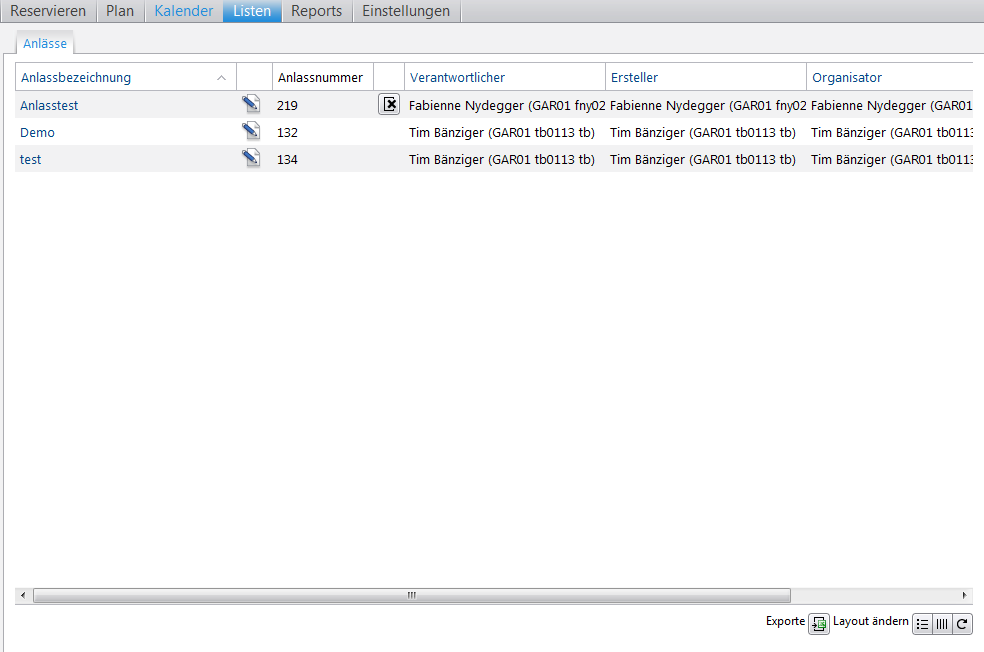 Reservieren Plan Kalender Listen Reports Einstellungen
Anlässe
Anlassbezeichnung Anlassnummer Verantwortlicher Ersteller Organisator
Anlasstest 219 Fabienne Nydegger (GAR01 fny02 Fabienne Nydegger (GAR01 fny02 Fabienne Nydegger (GAR01
Demo 132 Tim Bänziger (GAR01 tb0113 tb) Tim Bänziger (GAR01 tb0113 tb) Tim Bänziger (GAR01 tb0113
test 134 Tim Bänziger (GAR01 tb0113 tb) Tim Bänziger (GAR01 tb0113 tb) Tim Bänziger (GAR01 tb0113
Exporte Layout ändern